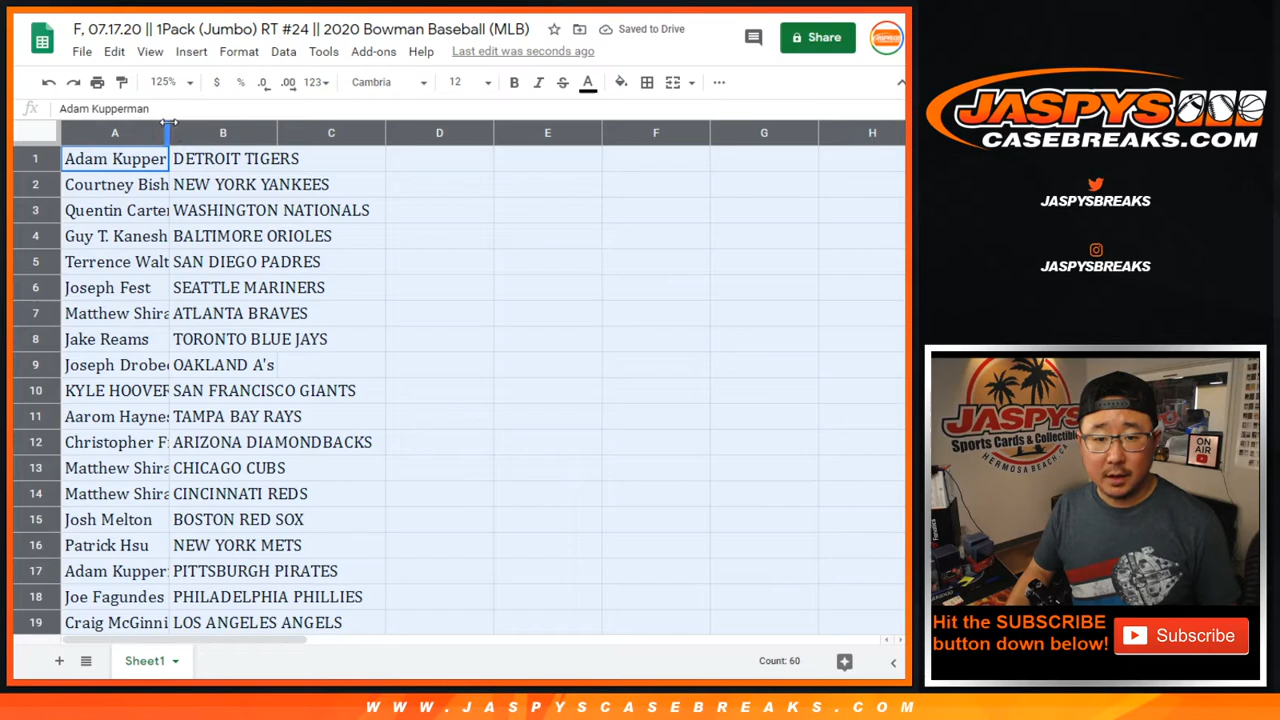 F, 07.17.20 || 1Pack (Jumbo) RT #24 || 2020 Bowman Baseball (MLB)
Saved to Drive
File Edit View Insert Format Data Tools Add-ons Help Last edit was seconds ago
Share
125% $ % .0 .00 123 Cambria 12 B I S A
fx Adam Kupperman
A B C D E F G H
1 Adam Kupper DETROIT TIGERS
2 Courtney Bish NEW YORK YANKEES
3 Quentin Carter WASHINGTON NATIONALS
4 Guy T. Kanesh BALTIMORE ORIOLES
5 Terrence Walt SAN DIEGO PADRES
6 Joseph Fest SEATTLE MARINERS
7 Matthew Shira ATLANTA BRAVES
8 Jake Reams TORONTO BLUE JAYS
9 Joseph Drobec OAKLAND A's
10 KYLE HOOVER SAN FRANCISCO GIANTS
11 Aarom Haynes TAMPA BAY RAYS
12 Christopher F ARIZONA DIAMONDBACKS
13 Matthew Shira CHICAGO CUBS
14 Matthew Shira CINCINNATI REDS
15 Josh Melton BOSTON RED SOX
16 Patrick Hsu NEW YORK METS
17 Adam Kupper PITTSBURGH PIRATES
18 Joe Fagundes PHILADELPHIA PHILLIES
19 Craig McGinni LOS ANGELES ANGELS
Sheet1
Count: 60
JASPYS
CASEBREAKS.COM
JASPYSBREAKS
JASPYSBREAKS
JASPYS
Sports Cards & Collectibl
HERMOSA BEACH, CA
ON
AIR
Hit the SUBSCRIBE
button down below!
Subscribe
WWW.JASPYSCASEBREAKS.COM